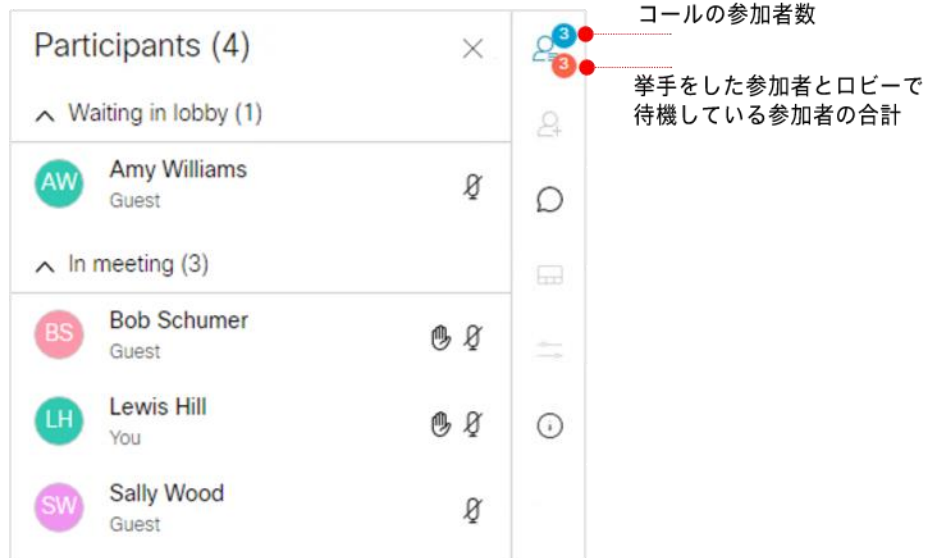 Participants (4)
Waiting in lobby (1)
AW
Amy Williams
Guest
In meeting (3)
BS
Bob Schumer
Guest
LH
Lewis Hill
You
SW
Sally Wood
Guest
3
3
コールの参加者数
挙手をした参加者とロビーで
待機している参加者の合計